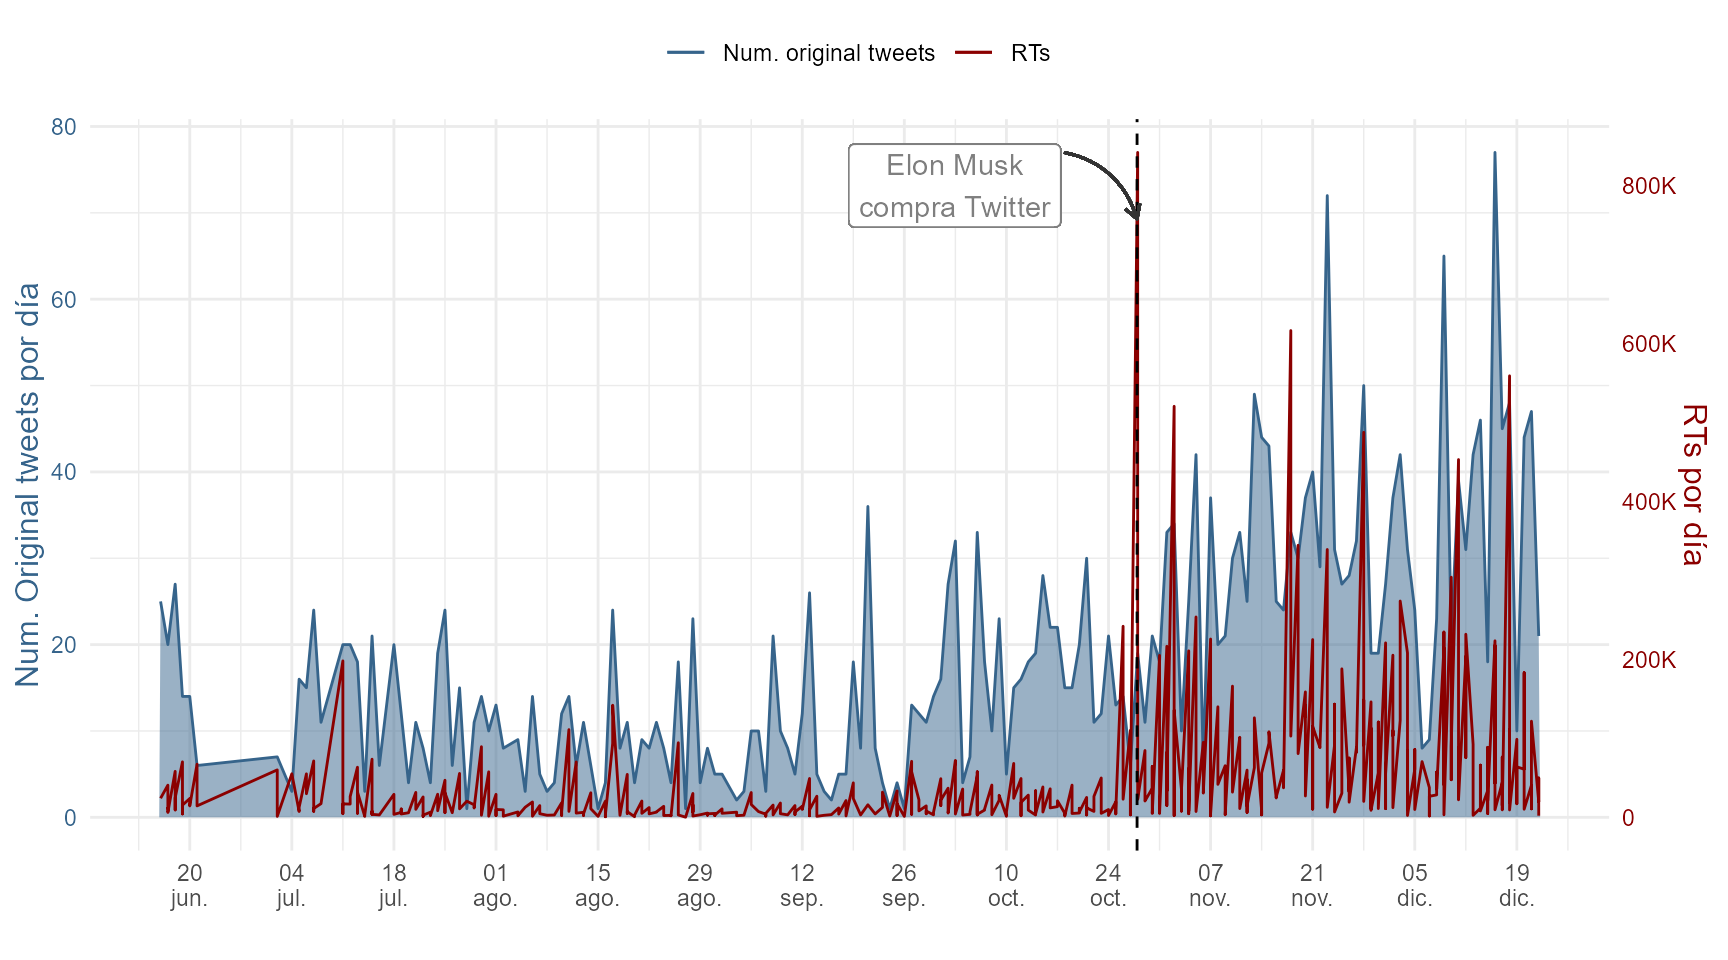 Num. original tweets RTs
Num. Original tweets por día
80
60
40
20
0
Elon Musk
compra Twitter
800K
600K
400K
200K
0
RTs por día
20 04 18 01 15 29 12 26 10 24 07 21 05 19
jun. jul. jul. ago. ago. ago. sep. sep. oct. oct. nov. nov. dic. dic.